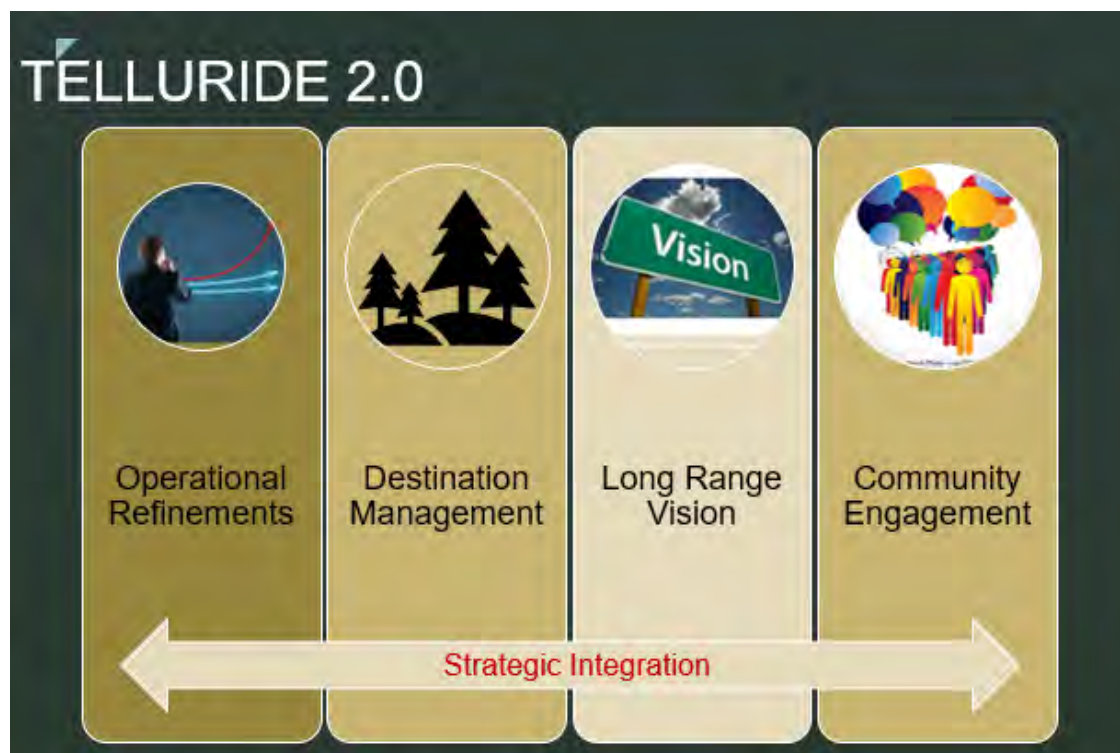 TELLURIDE 2.0
Vision
Operational
Refinements
Destination
Management
Long Range
Vision
Community
Engagement
Strategic Integration